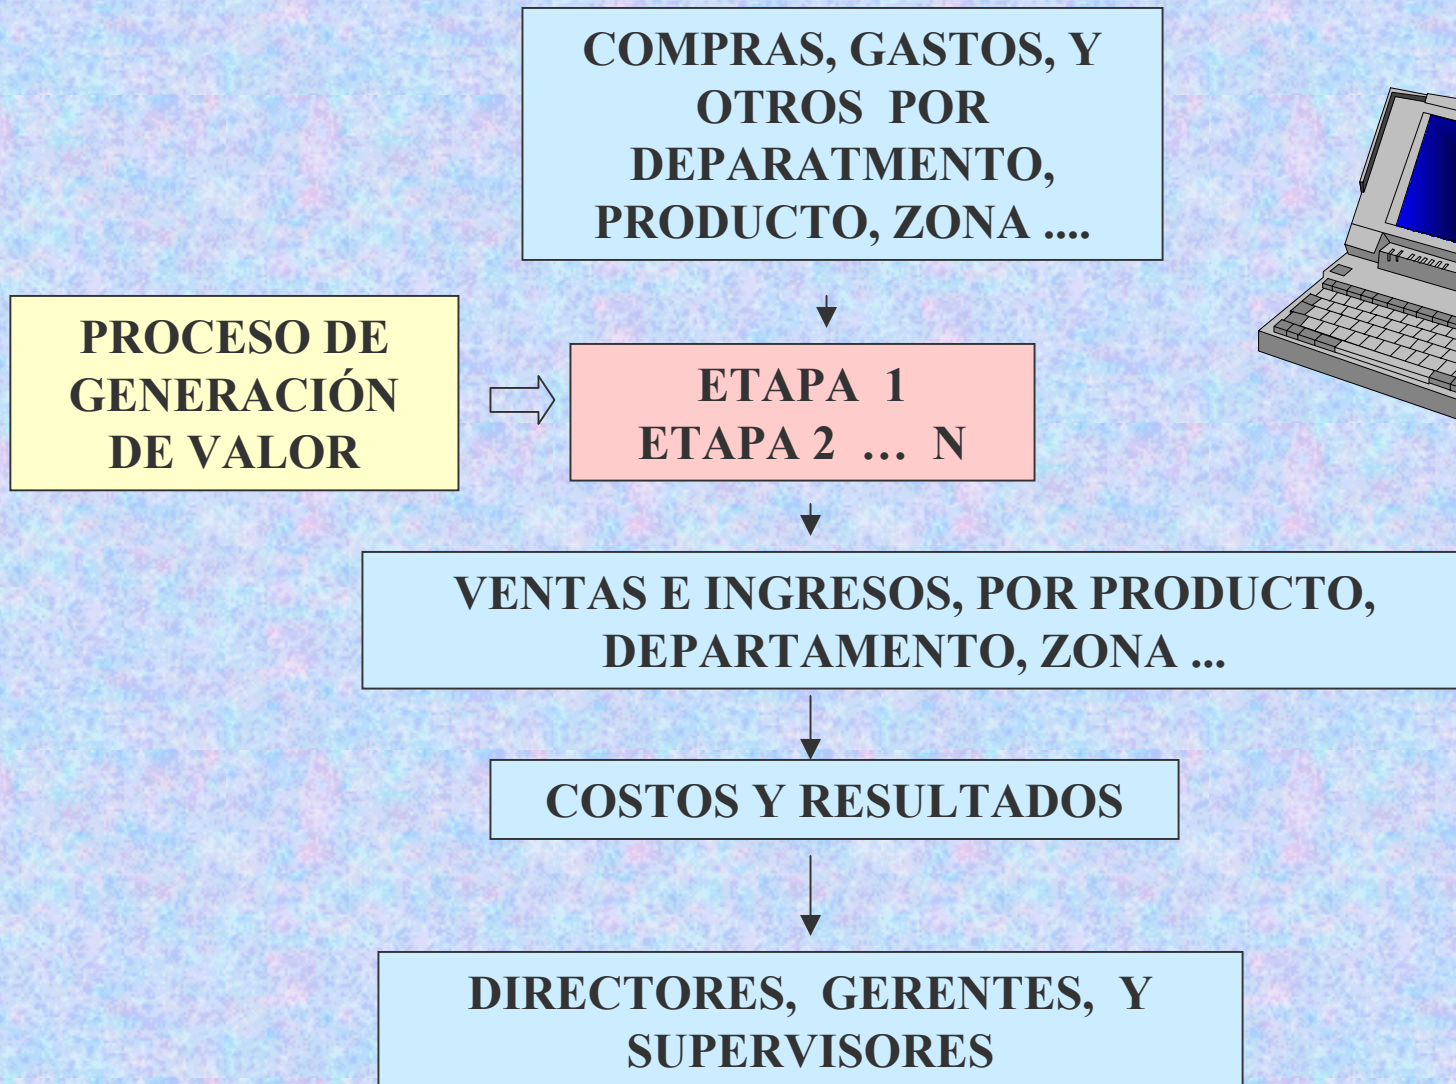 COMPRAS, GASTOS, Y
OTROS POR
DEPARATMENTO,
PRODUCTO, ZONA ....
PROCESO DE
GENERACIÓN
DE VALOR
ETAPA 1
ETAPA 2 … N
VENTAS E INGRESOS, POR PRODUCTO,
DEPARTAMENTO, ZONA ...
COSTOS Y RESULTADOS
DIRECTORES, GERENTES, Y
SUPERVISORES